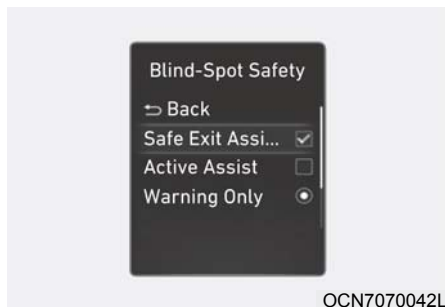 Blind-Spot Safety
Back
Safe Exit Assi...
Active Assist
Warning Only
OCN7070042L